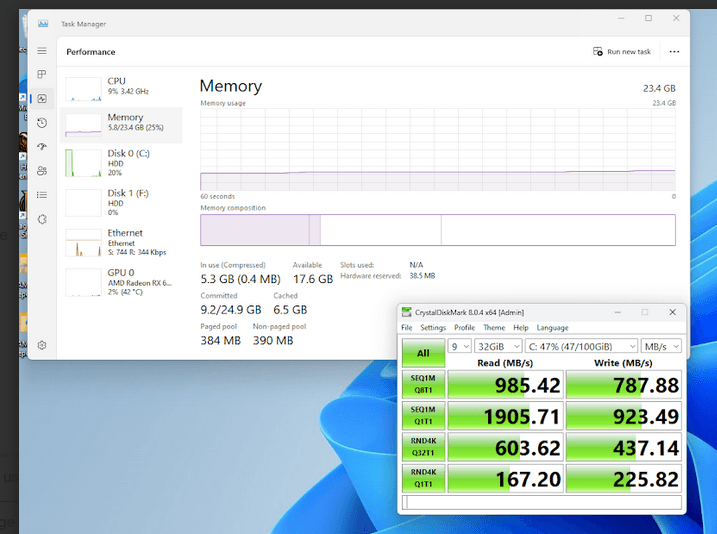 Task Manager
Performance
Run new task
CPU
9% 3.42 GHz
Memory
5.8/23.4 GB (25%)
Disk 0 (C:)
HDD
20%
Disk 1 (F:)
HDD
0%
Ethernet
Ethernet
S: 744 R: 344 Kbps
GPU 0
AMD Radeon RX 6...
2% (42 °C)
Memory 23.4 GB
Memory usage 23.4 GB
60 seconds 0
Memory composition
In use (Compressed) Available Slots used: N/A
5.3 GB (0.4 MB) 17.6 GB Hardware reserved: 38.5 MB
Committed Cached
9.2/24.9 GB 6.5 GB
Paged pool Non-paged pool
384 MB 390 MB
CrystalDiskMark 8.0.4 x64 [Admin]
File Settings Profile Theme Help Language
All 9 32GiB C: 47% (47/100GiB) MB/s
Read (MB/s) Write (MB/s)
SEQ1M
Q8T1 985.42 787.88
SEQ1M
Q1T1 1905.71 923.49
RND4K
Q32T1 603.62 437.14
RND4K
Q1T1 167.20 225.82